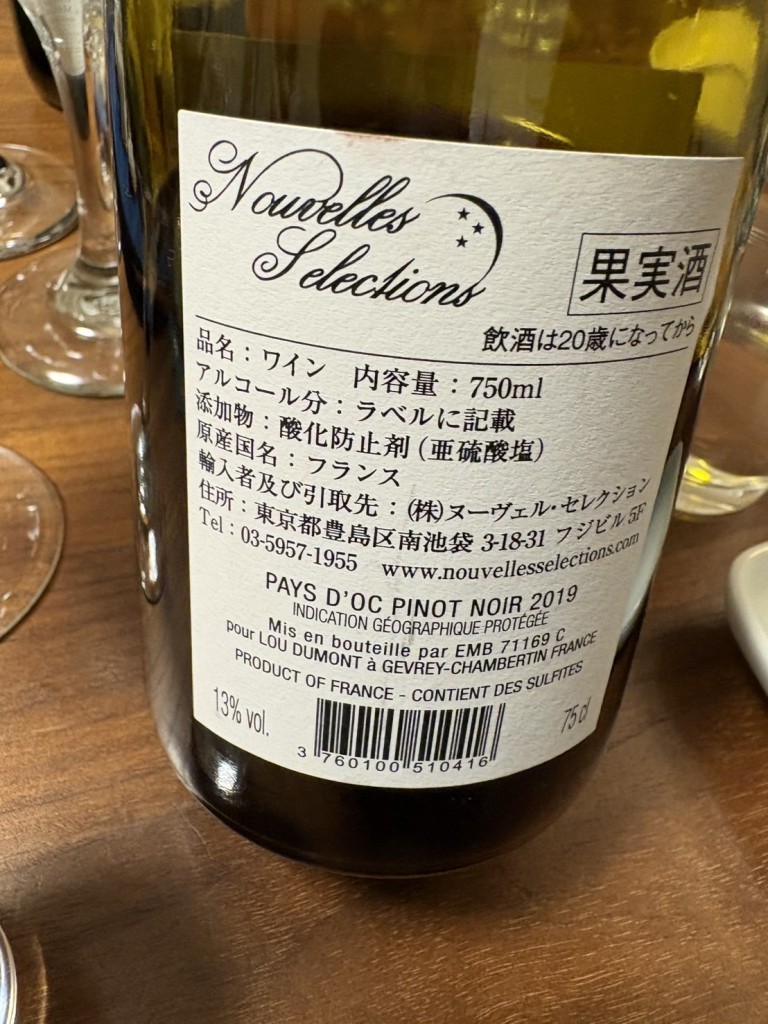 Nouvelles
Selections
果実酒
飲酒は20歳になってから
品名：ワイン 内容量：750ml
アルコール分：ラベルに記載
添加物：酸化防止剤（亜硫酸塩）
原産国名：フランス
輸入者及び引取先：(株)ヌーヴェル・セレクション
住所：東京都豊島区南池袋 3-18-31 フジビル 5F
Tel：03-5957-1955 www.nouvellesselections.com
PAYS D'OC PINOT NOIR 2019
INDICATION GÉOGRAPHIQUE PROTÉGÉE
Mis en bouteille par EMB 71169 C
pour LOU DUMONT à GEVREY-CHAMBERTIN FRANCE
PRODUCT OF FRANCE - CONTIENT DES SULFITES
13% vol.
75 cl
3 760100 510416